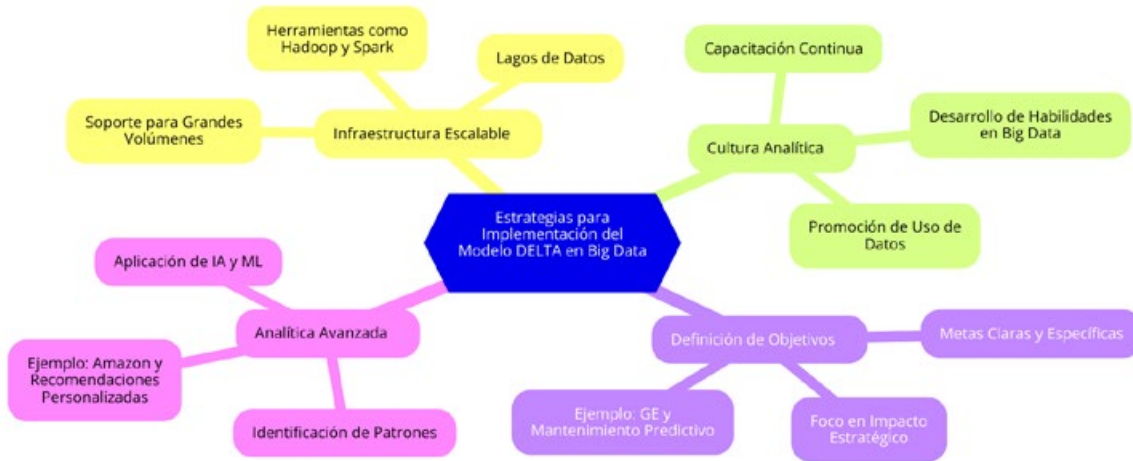 Herramientas como
Hadoop y Spark
Lagos de Datos
Soporte para Grandes
Volúmenes
Infraestructura Escalable
Capacitación Continua
Desarrollo de Habilidades
en Big Data
Cultura Analítica
Promoción de Uso de
Datos
Estrategias para
Implementación del
Modelo DELTA en Big Data
Aplicación de IA y ML
Analítica Avanzada
Ejemplo: Amazon y
Recomendaciones
Personalizadas
Identificación de Patrones
Definición de Objetivos
Metas Claras y Específicas
Ejemplo: GE y
Mantenimiento Predictivo
Foco en Impacto
Estratégico